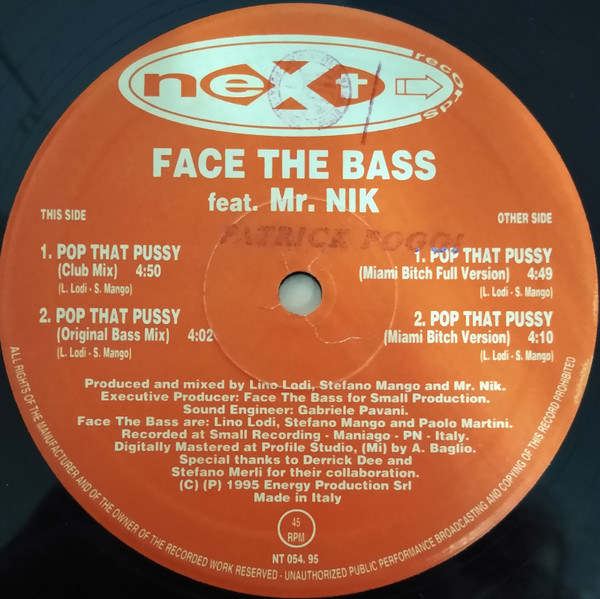 next
records
FACE THE BASS
feat. Mr. NIK
THIS SIDE
1. POP THAT PUSSY
(Club Mix) 4:50
(L. Lodi - S. Mango)
2. POP THAT PUSSY
(Original Bass Mix) 4:02
(L. Lodi - S. Mango)
OTHER SIDE
1. POP THAT PUSSY
(Miami Bitch Full Version) 4:49
(L. Lodi - S. Mango)
2. POP THAT PUSSY
(Miami Bitch Version) 4:10
(L. Lodi - S. Mango)
PATRICK POGGI
Produced and mixed by Lino Lodi, Stefano Mango and Mr. Nik.
Executive Producer: Face The Bass for Small Production.
Sound Engineer: Gabriele Pavani.
Face The Bass are: Lino Lodi, Stefano Mango and Paolo Martini.
Recorded at Small Recording - Maniago - PN - Italy.
Digitally Mastered at Profile Studio, (Mi) by A. Baglio.
Special thanks to Derrick Dee and
Stefano Merli for their collaboration.
(C) (P) 1995 Energy Production Srl
Made in Italy
45
RPM
NT 054. 95
ALL RIGHTS OF THE MANUFACTURER AND OF THE OWNER OF THE RECORDED WORK RESERVED - UNAUTHORIZED PUBLIC PERFORMANCE BROADCASTING AND COPYING OF THIS RECORD PROHIBITED